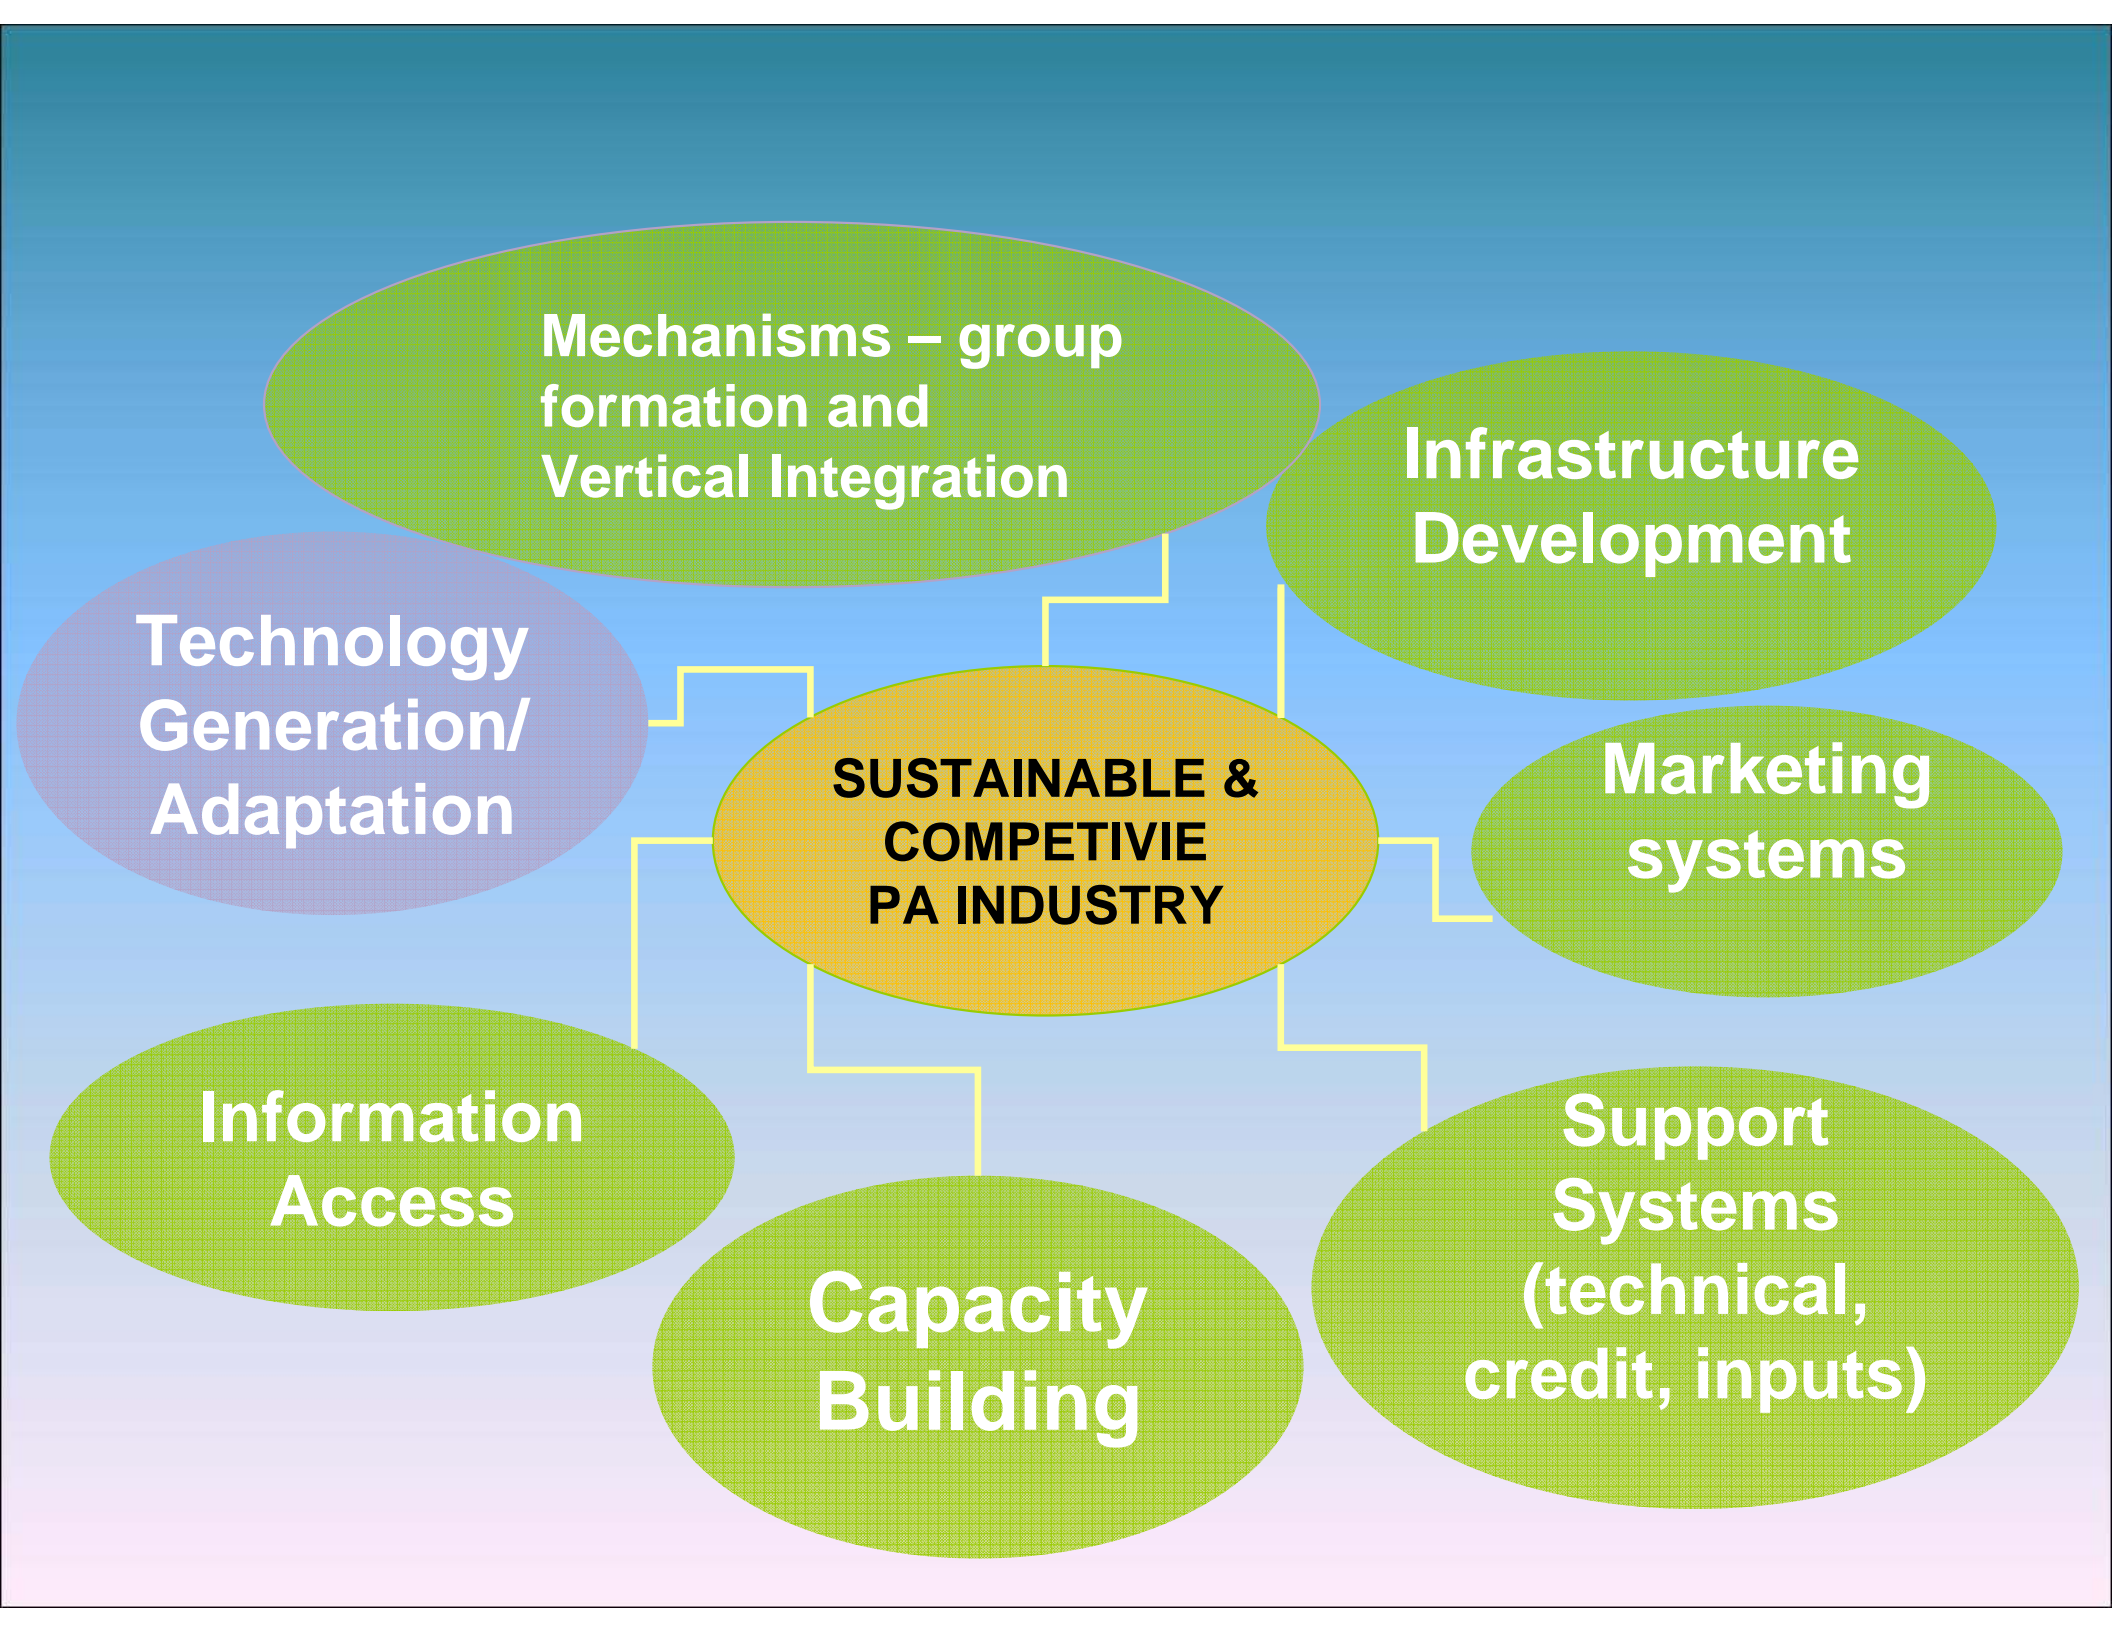 Mechanisms – group
formation and
Vertical Integration
Infrastructure
Development
Technology
Generation/
Adaptation
SUSTAINABLE &
COMPETIVIE
PA INDUSTRY
Marketing
systems
Information
Access
Capacity
Building
Support
Systems
(technical,
credit, inputs)